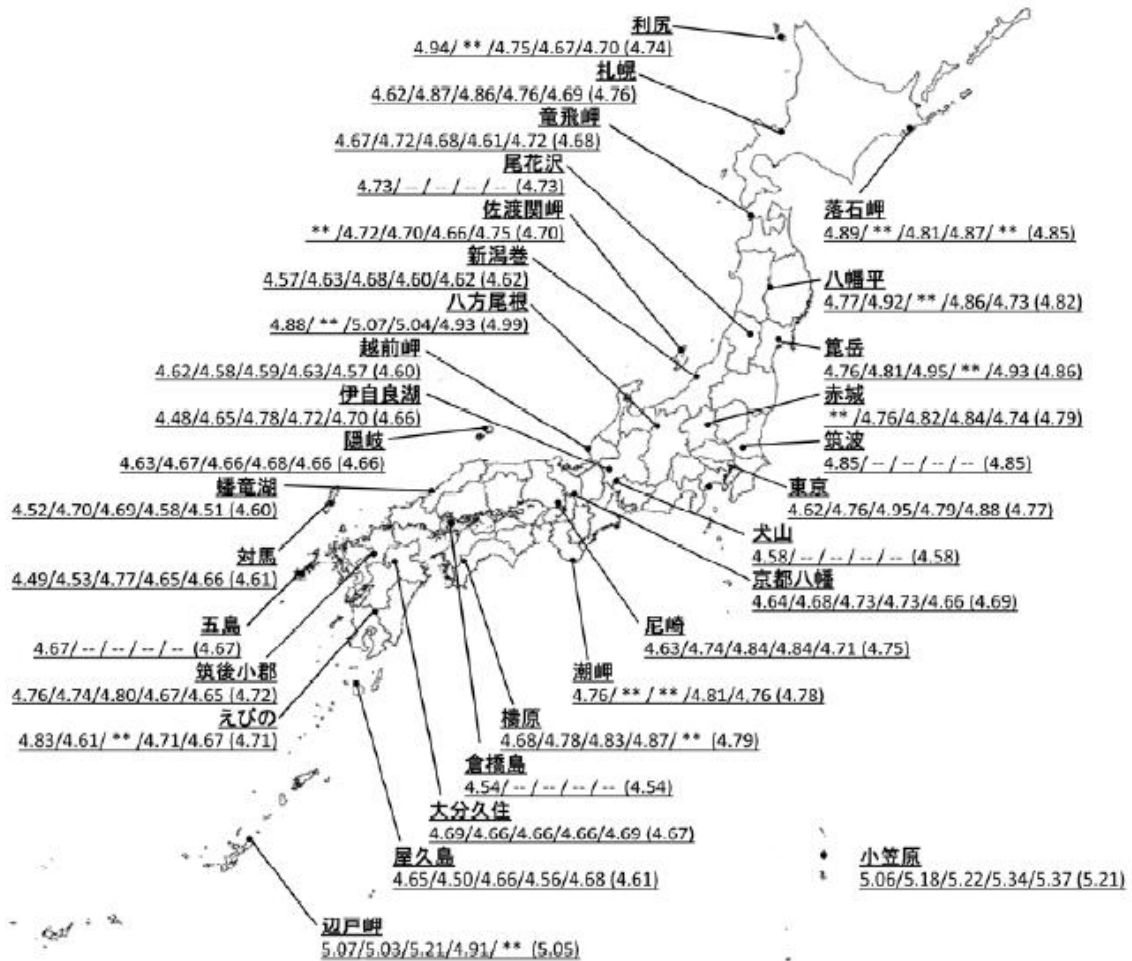 利尻
4.94/ ** /4.75/4.67/4.70 (4.74)
札幌
4.62/4.87/4.86/4.76/4.69 (4.76)
竜飛岬
4.67/4.72/4.68/4.61/4.72 (4.68)
尾花沢
4.73/ -- / -- / -- / -- (4.73)
佐渡関岬
** /4.72/4.70/4.66/4.75 (4.70)
新潟巻
4.57/4.63/4.68/4.60/4.62 (4.62)
八方尾根
4.88/ ** /5.07/5.04/4.93 (4.99)
越前岬
4.62/4.58/4.59/4.63/4.57 (4.60)
伊自良湖
4.48/4.65/4.78/4.72/4.70 (4.66)
隠岐
4.63/4.67/4.66/4.68/4.66 (4.66)
蟠竜湖
4.52/4.70/4.69/4.58/4.51 (4.60)
対馬
4.49/4.53/4.77/4.65/4.66 (4.61)
五島
4.67/ -- / -- / -- / -- (4.67)
筑後小郡
4.76/4.74/4.80/4.67/4.65 (4.72)
えびの
4.83/4.61/ ** /4.71/4.67 (4.71)
落石岬
4.89/ ** /4.81/4.87/ ** (4.85)
八幡平
4.77/4.92/ ** /4.86/4.73 (4.82)
箟岳
4.76/4.81/4.95/ ** /4.93 (4.86)
赤城
** /4.76/4.82/4.84/4.74 (4.79)
筑波
4.85/ -- / -- / -- / -- (4.85)
東京
4.62/4.76/4.95/4.79/4.88 (4.77)
犬山
4.58/ -- / -- / -- / -- (4.58)
京都八幡
4.64/4.68/4.73/4.73/4.66 (4.69)
尼崎
4.63/4.74/4.84/4.84/4.71 (4.75)
潮岬
4.76/ ** / ** /4.81/4.76 (4.78)
梼原
4.68/4.78/4.83/4.87/ ** (4.79)
倉橋島
4.54/ -- / -- / -- / -- (4.54)
大分久住
4.69/4.66/4.66/4.66/4.69 (4.67)
屋久島
4.65/4.50/4.66/4.56/4.68 (4.61)
小笠原
5.06/5.18/5.22/5.34/5.37 (5.21)
辺戸岬
5.07/5.03/5.21/4.91/ ** (5.05)